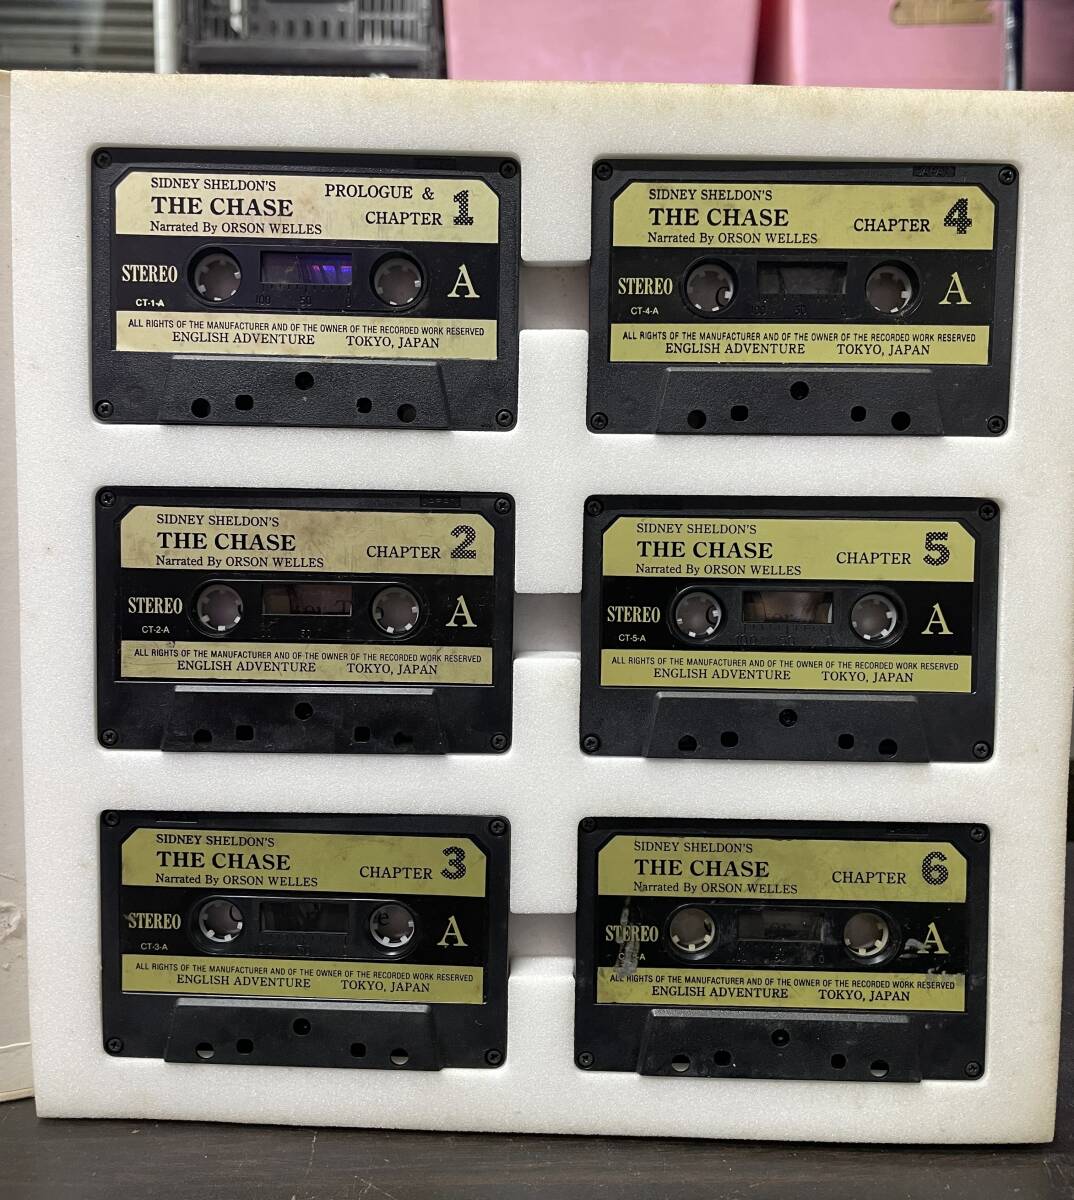 SIDNEY SHELDON'S
THE CHASE
Narrated By ORSON WELLES
PROLOGUE &
CHAPTER 1
STEREO
A
CT-1-A
100 50 0
ALL RIGHTS OF THE MANUFACTURER AND OF THE OWNER OF THE RECORDED WORK RESERVED
ENGLISH ADVENTURE TOKYO, JAPAN
SIDNEY SHELDON'S
THE CHASE
Narrated By ORSON WELLES
CHAPTER 2
STEREO
A
CT-2-A
ALL RIGHTS OF THE MANUFACTURER AND OF THE OWNER OF THE RECORDED WORK RESERVED
ENGLISH ADVENTURE TOKYO, JAPAN
SIDNEY SHELDON'S
THE CHASE
Narrated By ORSON WELLES
CHAPTER 3
STEREO
A
CT-3-A
ALL RIGHTS OF THE MANUFACTURER AND OF THE OWNER OF THE RECORDED WORK RESERVED
ENGLISH ADVENTURE TOKYO, JAPAN
JAPAN
SIDNEY SHELDON'S
THE CHASE
Narrated By ORSON WELLES
CHAPTER 4
STEREO
A
CT-4-A
ALL RIGHTS OF THE MANUFACTURER AND OF THE OWNER OF THE RECORDED WORK RESERVED
ENGLISH ADVENTURE TOKYO, JAPAN
SIDNEY SHELDON'S
THE CHASE
Narrated By ORSON WELLES
CHAPTER 5
STEREO
A
CT-5-A
100 50 0
ALL RIGHTS OF THE MANUFACTURER AND OF THE OWNER OF THE RECORDED WORK RESERVED
ENGLISH ADVENTURE TOKYO, JAPAN
SIDNEY SHELDON'S
THE CHASE
Narrated By ORSON WELLES
CHAPTER 6
STEREO
A
ALL RIGHTS OF THE MANUFACTURER AND OF THE OWNER OF THE RECORDED WORK RESERVED
ENGLISH ADVENTURE TOKYO, JAPAN